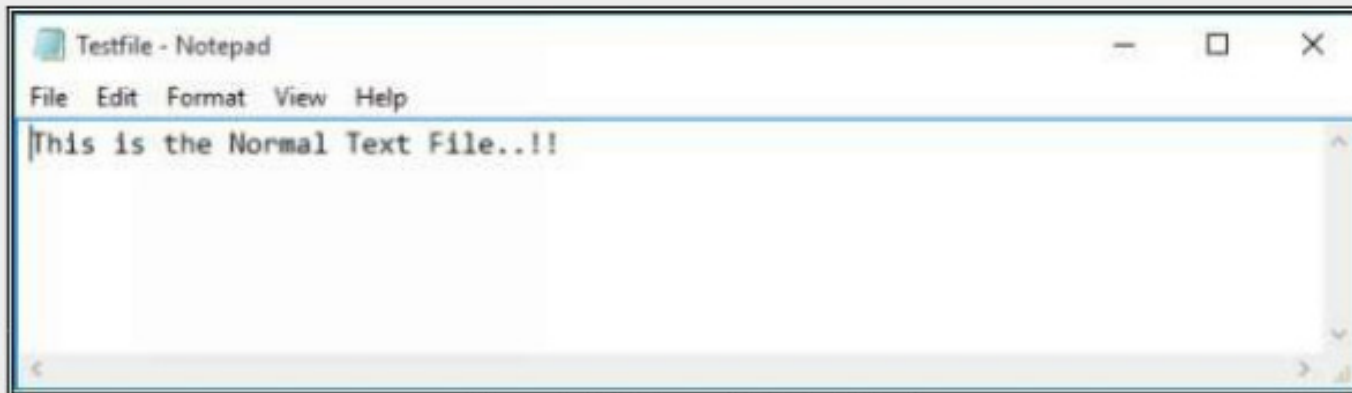 Testfile - Notepad
File Edit Format View Help
This is the Normal Text File..!!